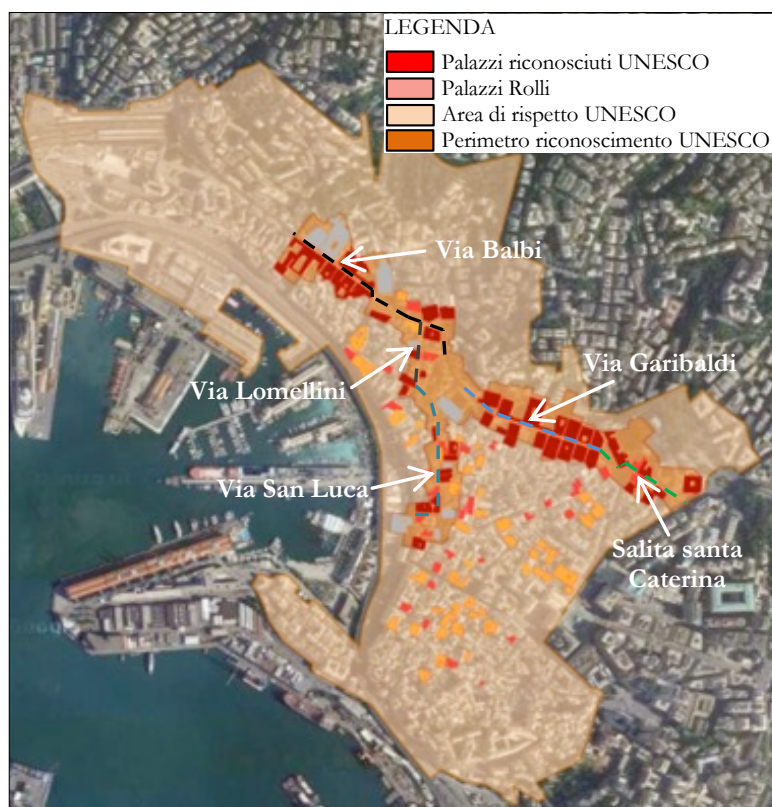 LEGENDA
Palazzi riconosciuti UNESCO
Palazzi Rolli
Area di rispetto UNESCO
Perimetro riconoscimento UNESCO
Via Balbi
Via Garibaldi
Via Lomellini
Via San Luca
Salita santa
Caterina